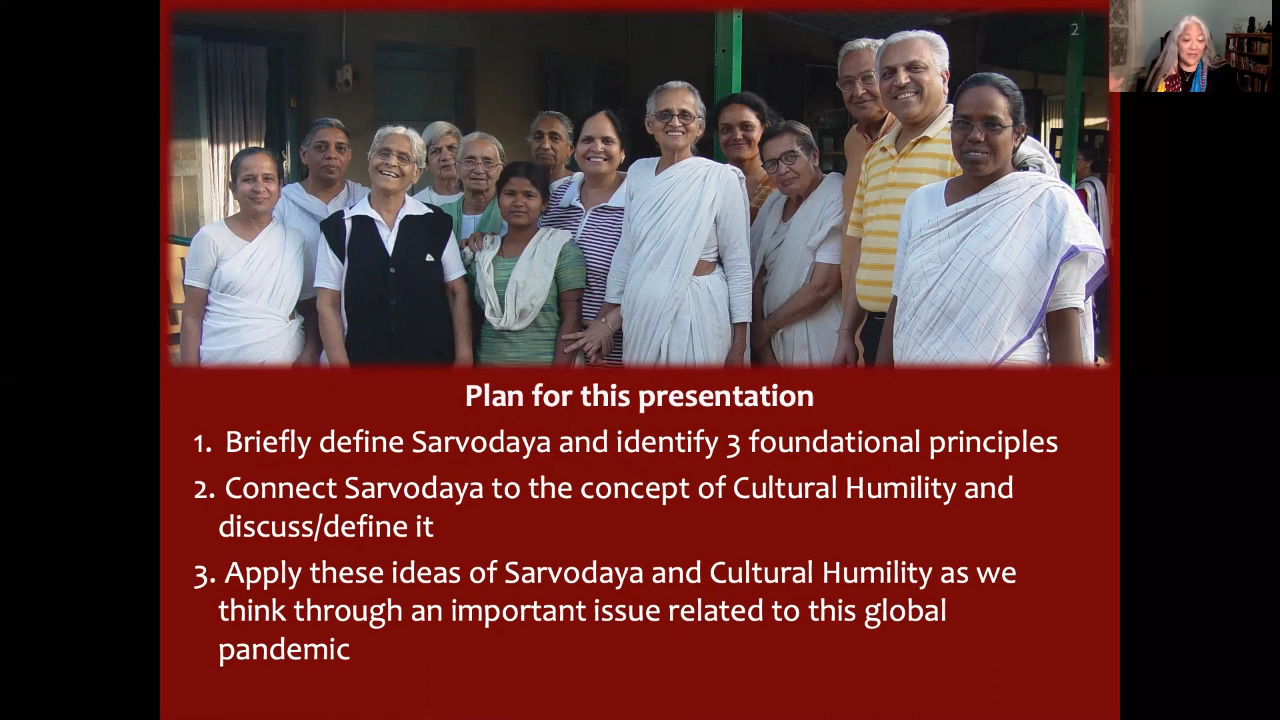 2
Plan for this presentation
1. Briefly define Sarvodaya and identify 3 foundational principles
2. Connect Sarvodaya to the concept of Cultural Humility and
discuss/define it
3. Apply these ideas of Sarvodaya and Cultural Humility as we
think through an important issue related to this global
pandemic